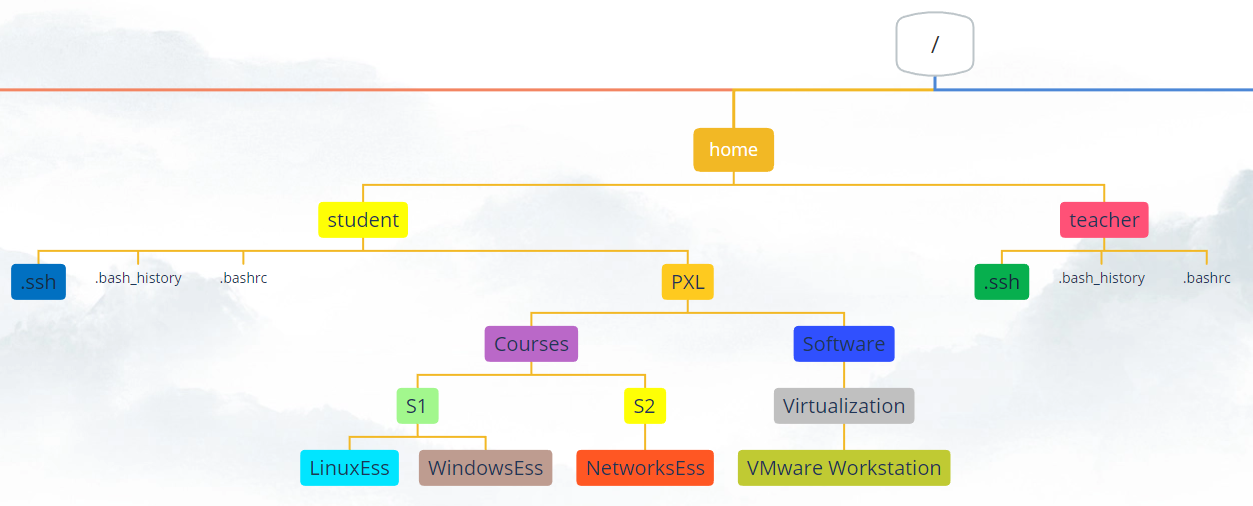 /
home
student
teacher
.ssh
.bash_history
.bashrc
PXL
.ssh
.bash_history
.bashrc
Courses
Software
S1
S2
Virtualization
LinuxEss
WindowsEss
NetworksEss
VMware Workstation